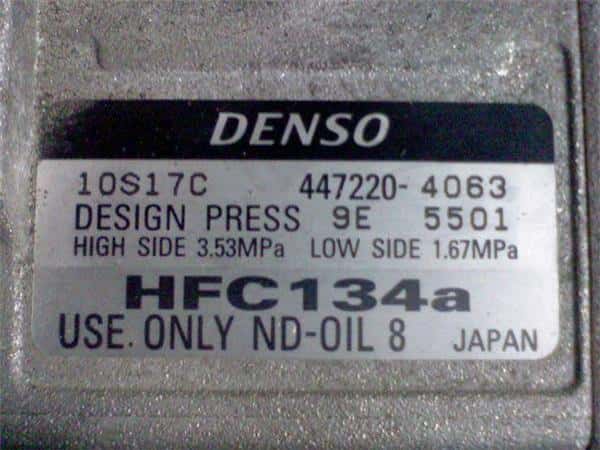 DENSO
10S17C 447220-4063
DESIGN PRESS 9E 5501
HIGH SIDE 3.53MPa LOW SIDE 1.67MPa
HFC134a
USE. ONLY ND-OIL 8 JAPAN